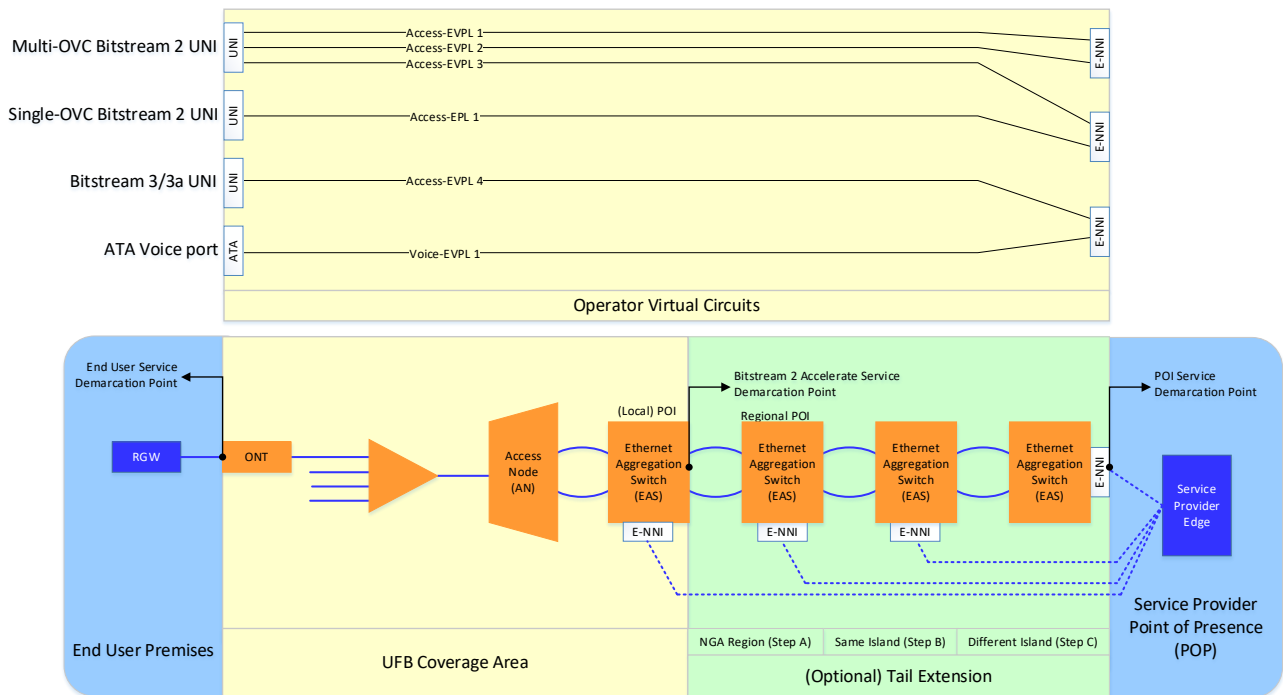 Multi-OVC Bitstream 2 UNI
UNI
Access-EVPL 1
Access-EVPL 2
Access-EVPL 3
E-NNI
Single-OVC Bitstream 2 UNI
UNI
Access-EPL 1
E-NNI
Bitstream 3/3a UNI
UNI
Access-EVPL 4
E-NNI
ATA Voice port
ATA
Voice-EVPL 1
Operator Virtual Circuits
End User Service
Demarcation Point
Bitstream 2 Accelerate Service
Demarcation Point
POI Service
Demarcation Point
(Local) POI
Regional POI
RGW
ONT
Access
Node
(AN)
Ethernet
Aggregation
Switch
(EAS)
E-NNI
Ethernet
Aggregation
Switch
(EAS)
E-NNI
Ethernet
Aggregation
Switch
(EAS)
E-NNI
Ethernet
Aggregation
Switch
(EAS)
E-NNI
Service
Provider
Edge
End User Premises
UFB Coverage Area
NGA Region (Step A)
Same Island (Step B)
Different Island (Step C)
(Optional) Tail Extension
Service Provider
Point of Presence
(POP)